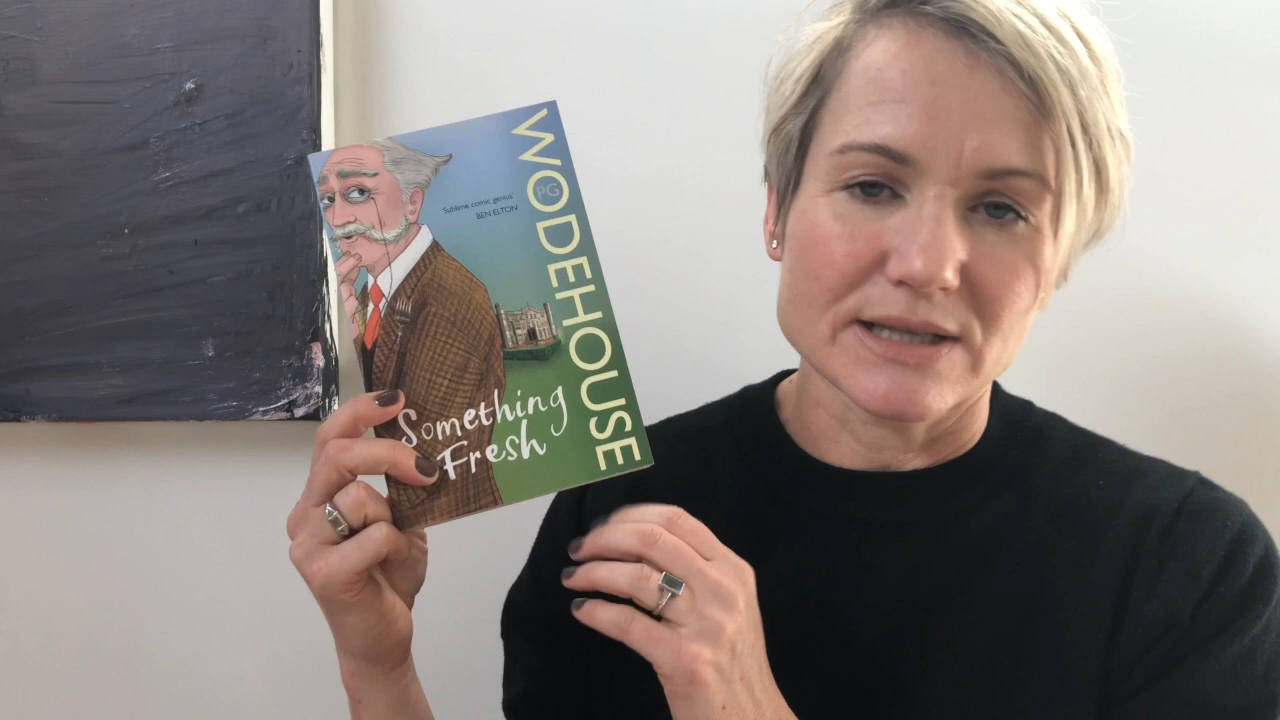 PG
WODEHOUSE
'Sublime comic genius'
BEN ELTON
Something
Fresh